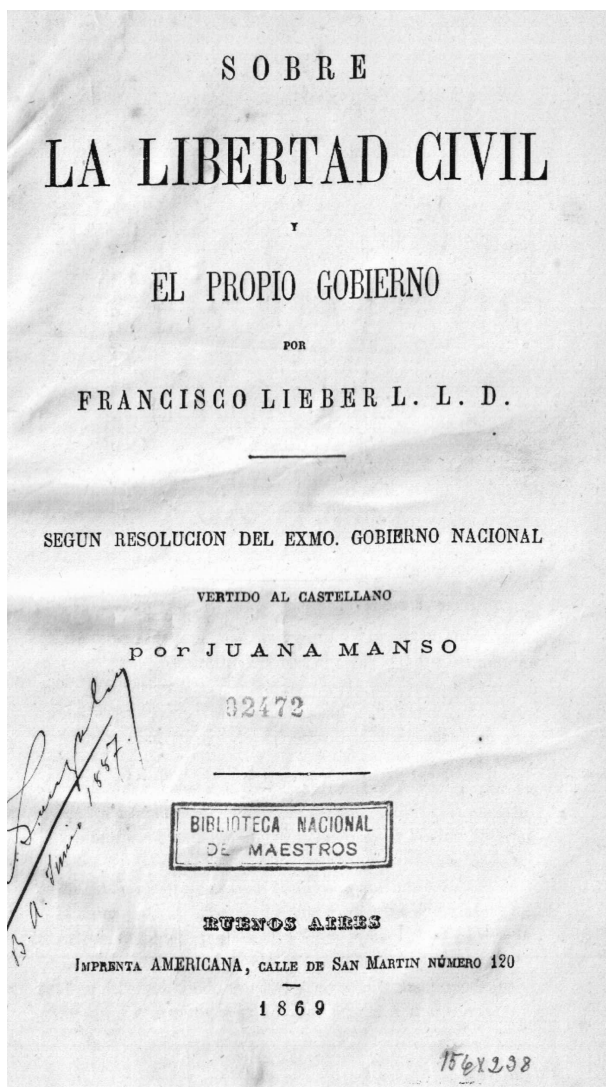 SOBRE
LA LIBERTAD CIVIL
Y
EL PROPIO GOBIERNO
POR
FRANCISCO LIEBER L. L. D.
SEGUN RESOLUCION DEL EXMO. GOBIERNO NACIONAL
VERTIDO AL CASTELLANO
por JUANA MANSO
92472
B. A. Junio 1887.
BIBLIOTECA NACIONAL
DE MAESTROS
BUENOS AIRES
IMPRENTA AMERICANA, CALLE DE SAN MARTIN NÚMERO 120
1869
156X238